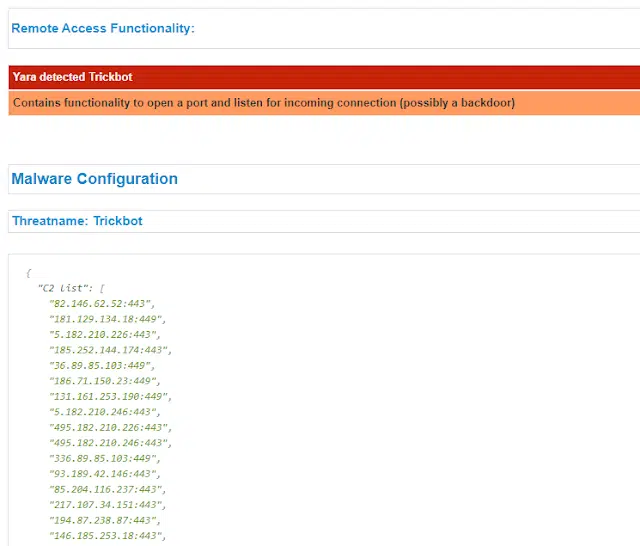 Remote Access Functionality:
Yara detected Trickbot
Contains functionality to open a port and listen for incoming connection (possibly a backdoor)
Malware Configuration
Threatname: Trickbot
{
"C2 list": [
"82.146.62.52:443",
"181.129.134.18:449",
"5.182.210.226:443",
"185.252.144.174:443",
"36.89.85.103:449",
"186.71.150.23:449",
"131.161.253.190:449",
"5.182.210.246:443",
"495.182.210.226:443",
"495.182.210.246:443",
"336.89.85.103:449",
"93.189.42.146:443",
"85.204.116.237:443",
"217.107.34.151:443",
"194.87.238.87:443",
"146.185.253.18:443",